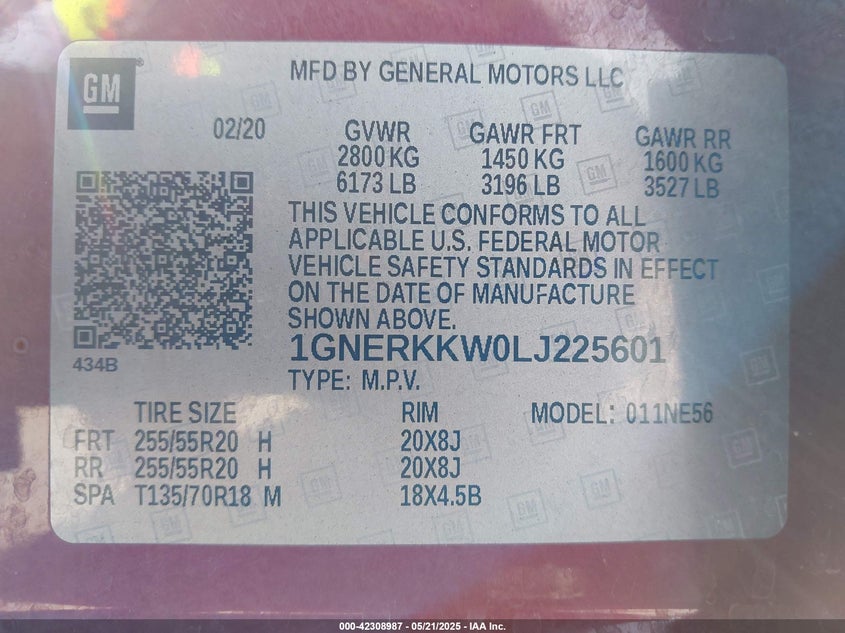 GM
MFD BY GENERAL MOTORS LLC
02/20
GVWR GAWR FRT GAWR RR
2800 KG 1450 KG 1600 KG
6173 LB 3196 LB 3527 LB
THIS VEHICLE CONFORMS TO ALL
APPLICABLE U.S. FEDERAL MOTOR
VEHICLE SAFETY STANDARDS IN EFFECT
ON THE DATE OF MANUFACTURE
SHOWN ABOVE.
434B
1GNERKKW0LJ225601
TYPE: M.P.V.
TIRE SIZE RIM MODEL: 011NE56
FRT 255/55R20 H 20X8J
RR 255/55R20 H 20X8J
SPA T135/70R18 M 18X4.5B
000-42308987 - 05/21/2025 - IAA Inc.